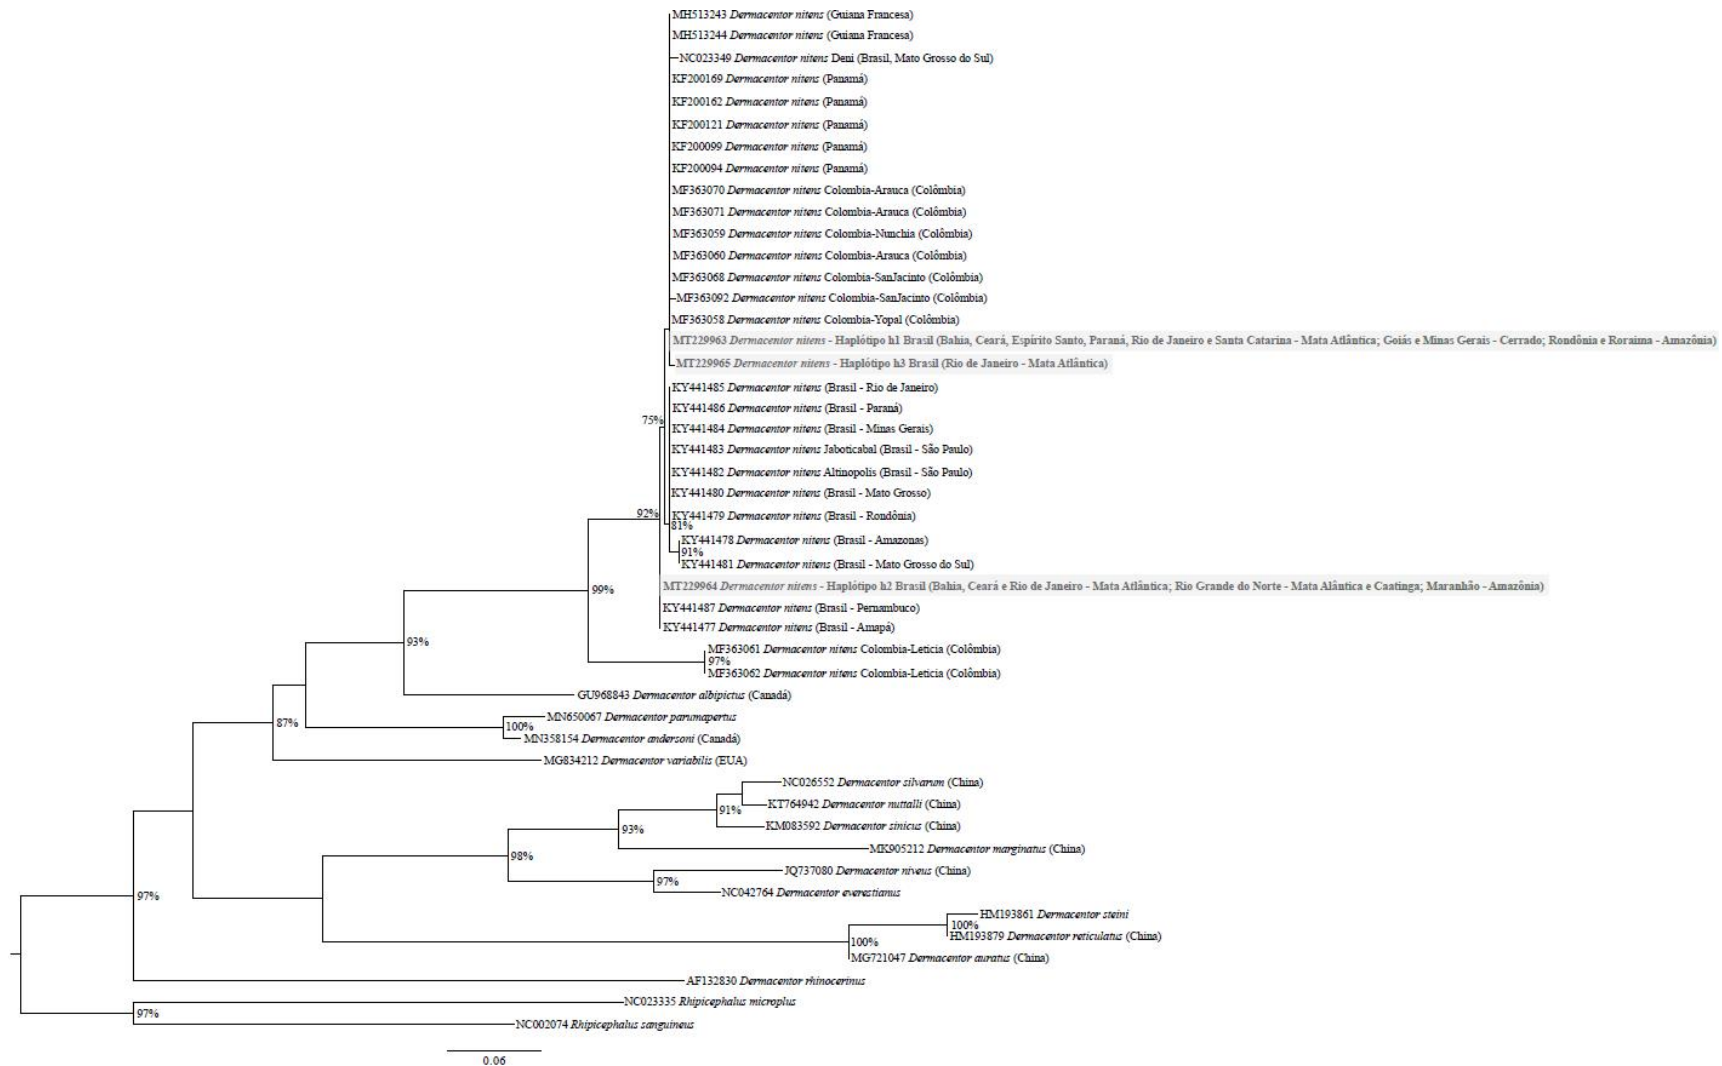 MH513243 Dermacentor nitens (Guiana Francesa)
MH513244 Dermacentor nitens (Guiana Francesa)
NC023349 Dermacentor nitens Deni (Brasil, Mato Grosso do Sul)
KF200169 Dermacentor nitens (Panamá)
KF200162 Dermacentor nitens (Panamá)
KF200121 Dermacentor nitens (Panamá)
KF200099 Dermacentor nitens (Panamá)
KF200094 Dermacentor nitens (Panamá)
MF363070 Dermacentor nitens Colombia-Arauca (Colômbia)
MF363071 Dermacentor nitens Colombia-Arauca (Colômbia)
MF363059 Dermacentor nitens Colombia-Nunchia (Colômbia)
MF363060 Dermacentor nitens Colombia-Arauca (Colômbia)
MF363068 Dermacentor nitens Colombia-SanJacinto (Colômbia)
MF363092 Dermacentor nitens Colombia-SanJacinto (Colômbia)
MF363058 Dermacentor nitens Colombia-Yopal (Colômbia)
MT229963 Dermacentor nitens - Haplótipo h1 Brasil (Bahia, Ceará, Espírito Santo, Paraná, Rio de Janeiro e Santa Catarina - Mata Atlântica; Goiás e Minas Gerais - Cerrado; Rondônia e Roraima - Amazônia)
MT229965 Dermacentor nitens - Haplótipo h3 Brasil (Rio de Janeiro - Mata Atlântica)
KY441485 Dermacentor nitens (Brasil - Rio de Janeiro)
KY441486 Dermacentor nitens (Brasil - Paraná)
75%
KY441484 Dermacentor nitens (Brasil - Minas Gerais)
KY441483 Dermacentor nitens Jaboticabal (Brasil - São Paulo)
KY441482 Dermacentor nitens Altinopolis (Brasil - São Paulo)
KY441480 Dermacentor nitens (Brasil - Mato Grosso)
92%
KY441479 Dermacentor nitens (Brasil - Rondônia)
81%
KY441478 Dermacentor nitens (Brasil - Amazonas)
91%
KY441481 Dermacentor nitens (Brasil - Mato Grosso do Sul)
MT229964 Dermacentor nitens - Haplótipo h2 Brasil (Bahia, Ceará e Rio de Janeiro - Mata Atlântica; Rio Grande do Norte - Mata Alântica e Caatinga; Maranhão - Amazônia)
99%
KY441487 Dermacentor nitens (Brasil - Pernambuco)
KY441477 Dermacentor nitens (Brasil - Amapá)
93%
MF363061 Dermacentor nitens Colombia-Leticia (Colômbia)
97%
MF363062 Dermacentor nitens Colombia-Leticia (Colômbia)
GU968843 Dermacentor albipictus (Canadá)
MN650067 Dermacentor parumapertus
87%
100%
MN358154 Dermacentor andersoni (Canadá)
MG834212 Dermacentor variabilis (EUA)
NC026552 Dermacentor silvarum (China)
KT764942 Dermacentor nuttalli (China)
91%
KM083592 Dermacentor sinicus (China)
93%
MK905212 Dermacentor marginatus (China)
98%
JQ737080 Dermacentor niveus (China)
97%
NC042764 Dermacentor everestianus
97%
HM193861 Dermacentor steini
100%
HM193879 Dermacentor reticulatus (China)
100%
MG721047 Dermacentor auratus (China)
AF132830 Dermacentor rhinocerinus
NC023335 Rhipicephalus microplus
97%
NC002074 Rhipicephalus sanguineus
0.06